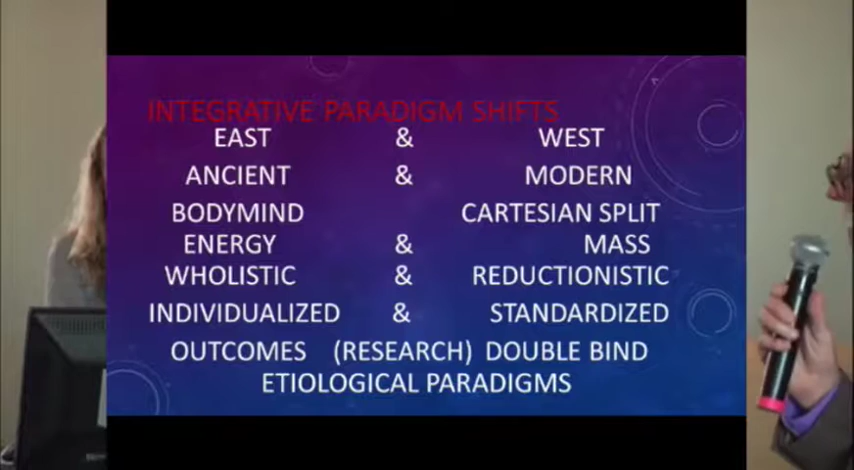 INTEGRATIVE PARADIGM SHIFTS
EAST & WEST
ANCIENT & MODERN
BODYMIND CARTESIAN SPLIT
ENERGY & MASS
WHOLISTIC & REDUCTIONISTIC
INDIVIDUALIZED & STANDARDIZED
OUTCOMES (RESEARCH) DOUBLE BIND
ETIOLOGICAL PARADIGMS